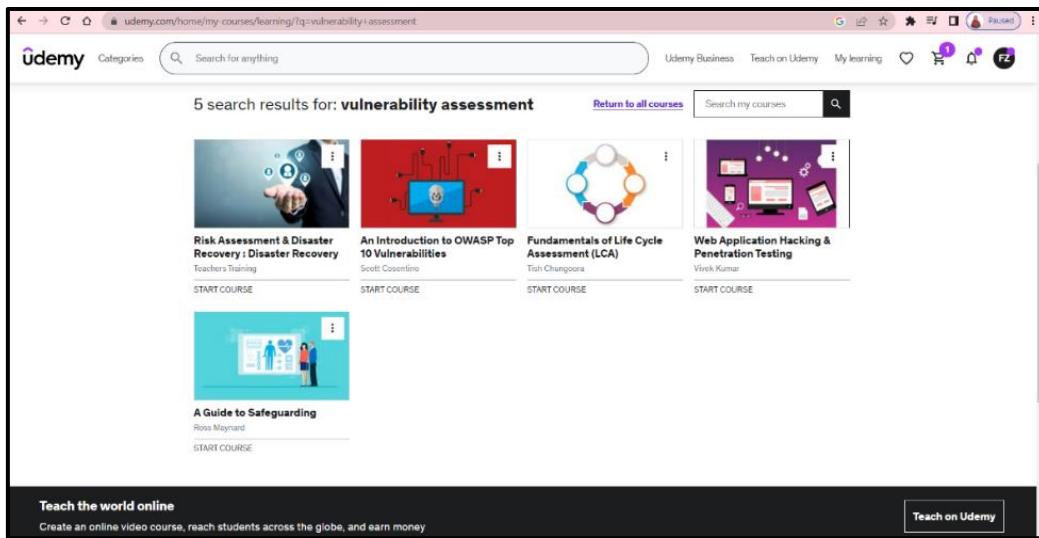 udemy.com/home/my-courses/learning/?q=vulnerability+assessment
Paused
udemy
Categories
Search for anything
Udemy Business
Teach on Udemy
My learning
1
FZ
5 search results for: vulnerability assessment
Return to all courses
Search my courses
Risk Assessment & Disaster
Recovery : Disaster Recovery
Teachers Training
START COURSE
An Introduction to OWASP Top
10 Vulnerabilities
Scott Cosentino
START COURSE
Fundamentals of Life Cycle
Assessment (LCA)
Tish Chungoora
START COURSE
Web Application Hacking &
Penetration Testing
Vivek Kumar
START COURSE
A Guide to Safeguarding
Ross Maynard
START COURSE
Teach the world online
Create an online video course, reach students across the globe, and earn money
Teach on Udemy